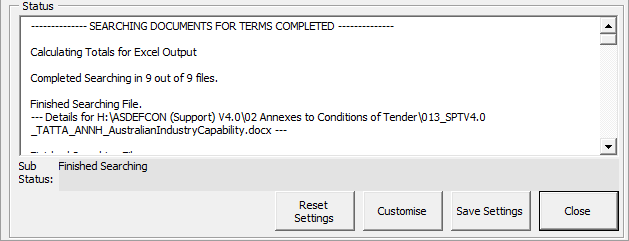 Status
-------------- SEARCHING DOCUMENTS FOR TERMS COMPLETED --------------
Calculating Totals for Excel Output
Completed Searching in 9 out of 9 files.
Finished Searching File.
--- Details for H:\ASDEFCON (Support) V4.0\02 Annexes to Conditions of Tender\013_SPTV4.0
_TATTA_ANNH_AustralianIndustryCapability.docx ---
Sub Status: Finished Searching
Reset Settings
Customise
Save Settings
Close